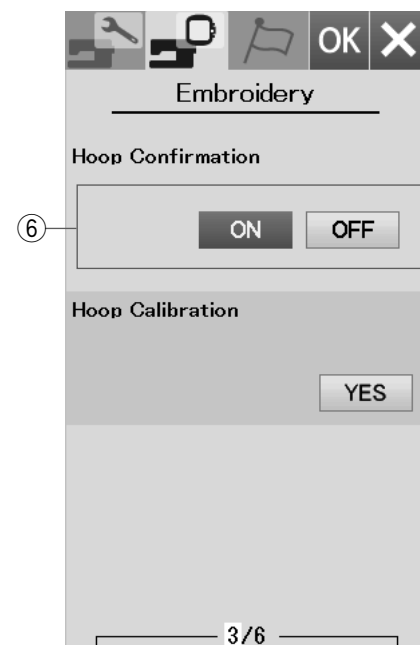 OK
Embroidery
Hoop Confirmation
⑥
ON OFF
Hoop Calibration
YES
3/6